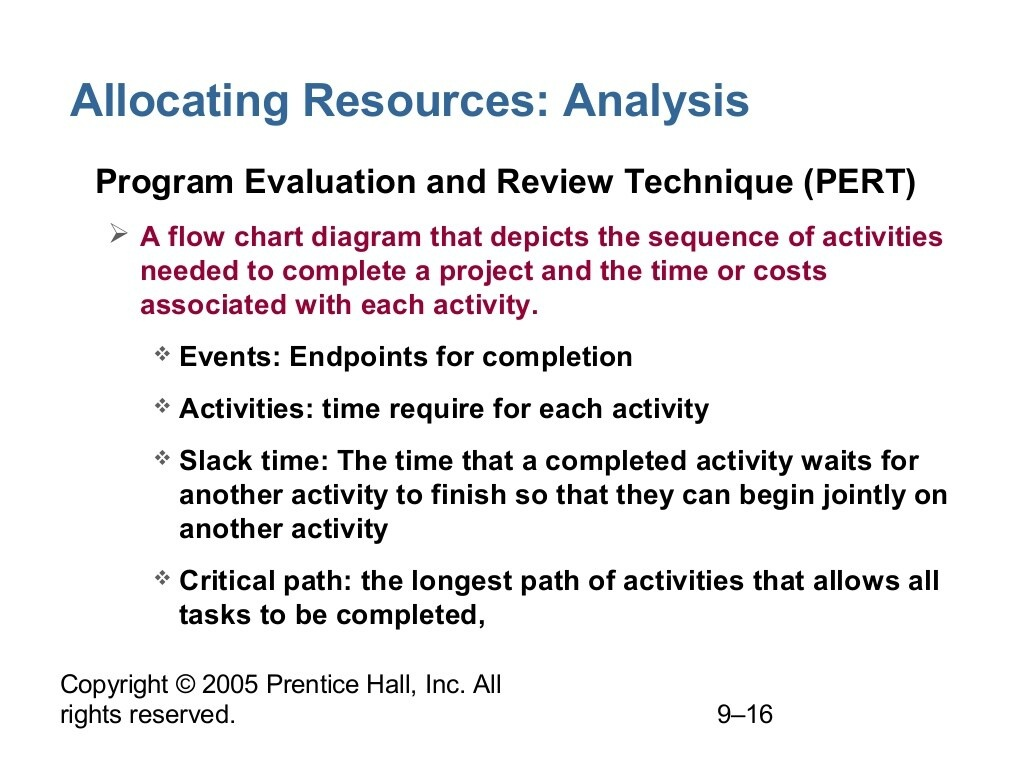 Allocating Resources: Analysis
Program Evaluation and Review Technique (PERT)
A flow chart diagram that depicts the sequence of activities
needed to complete a project and the time or costs
associated with each activity.
Events: Endpoints for completion
Activities: time require for each activity
Slack time: The time that a completed activity waits for
another activity to finish so that they can begin jointly on
another activity
Critical path: the longest path of activities that allows all
tasks to be completed,
Copyright © 2005 Prentice Hall, Inc. All
rights reserved.
9–16